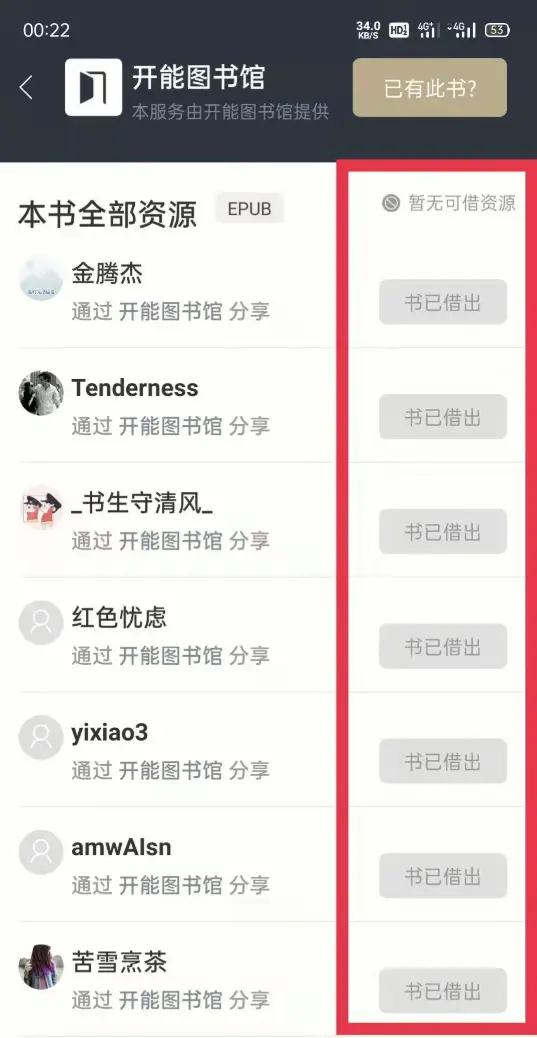 00:22
34.0 KB/S HD1 4G+ 4G 53
开能图书馆
本服务由开能图书馆提供
已有此书?
本书全部资源 EPUB
暂无可借资源
金腾杰
通过 开能图书馆 分享
书已借出
Tenderness
通过 开能图书馆 分享
书已借出
_书生守清风_
通过 开能图书馆 分享
书已借出
红色忧虑
通过 开能图书馆 分享
书已借出
yixiao3
通过 开能图书馆 分享
书已借出
amwAIsn
通过 开能图书馆 分享
书已借出
苦雪烹茶
通过 开能图书馆 分享
书已借出